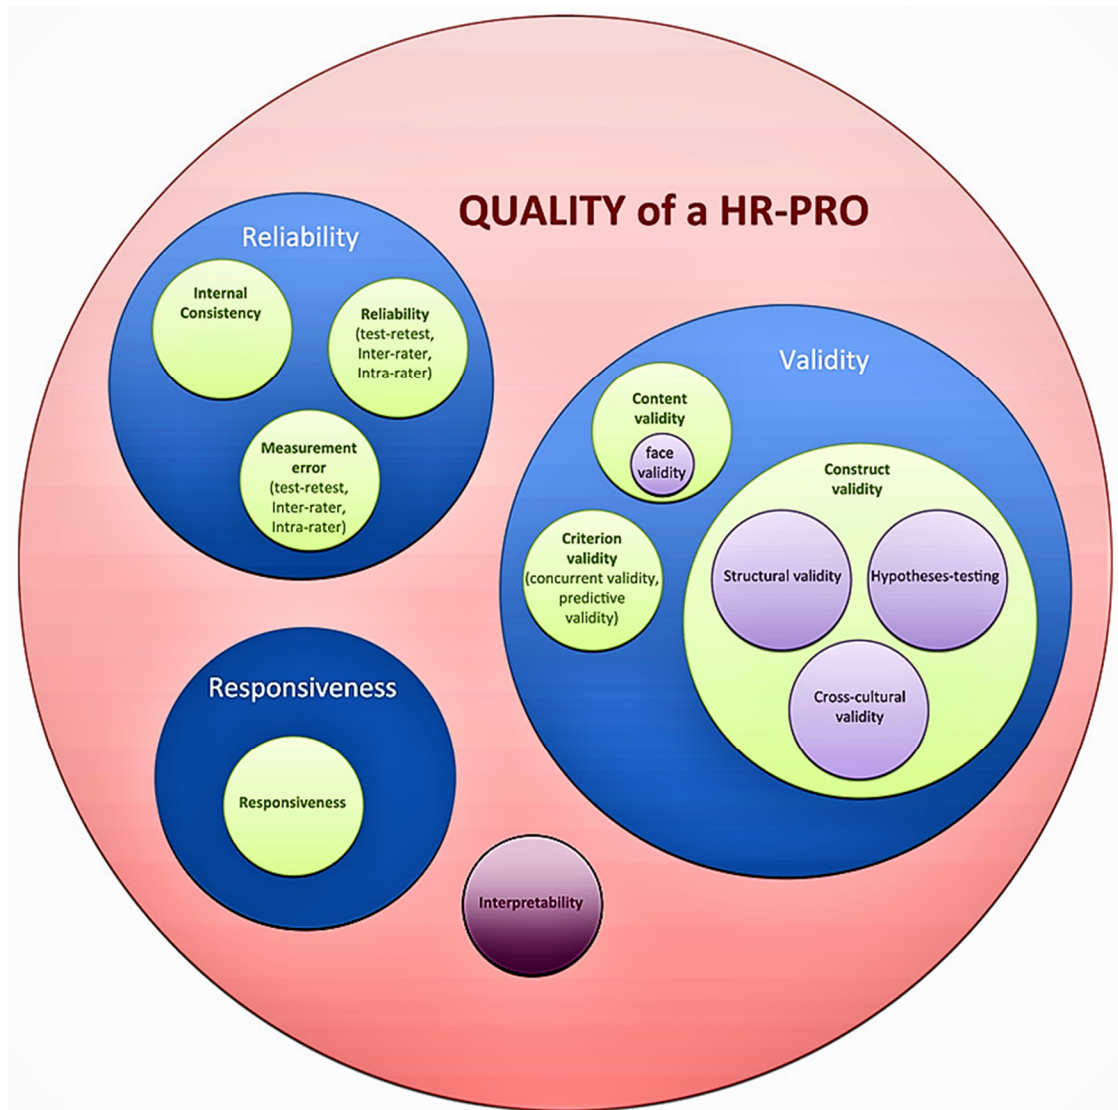 QUALITY of a HR-PRO
Reliability
Internal
Consistency
Reliability
(test-retest,
Inter-rater,
Intra-rater)
Measurement
error
(test-retest,
Inter-rater,
Intra-rater)
Validity
Content
validity
face
validity
Criterion
validity
(concurrent validity,
predictive
validity)
Construct
validity
Structural validity
Hypotheses-testing
Cross-cultural
validity
Responsiveness
Responsiveness
Interpretability